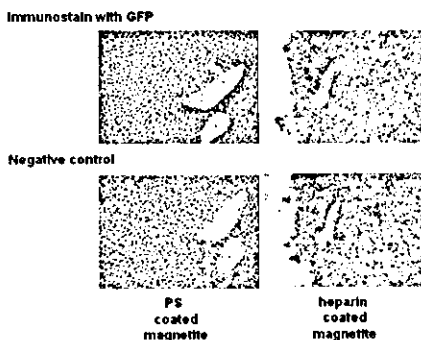 Immunostain with GFP
Negative control
PS
coated
magnetite
heparin
coated
magnetite